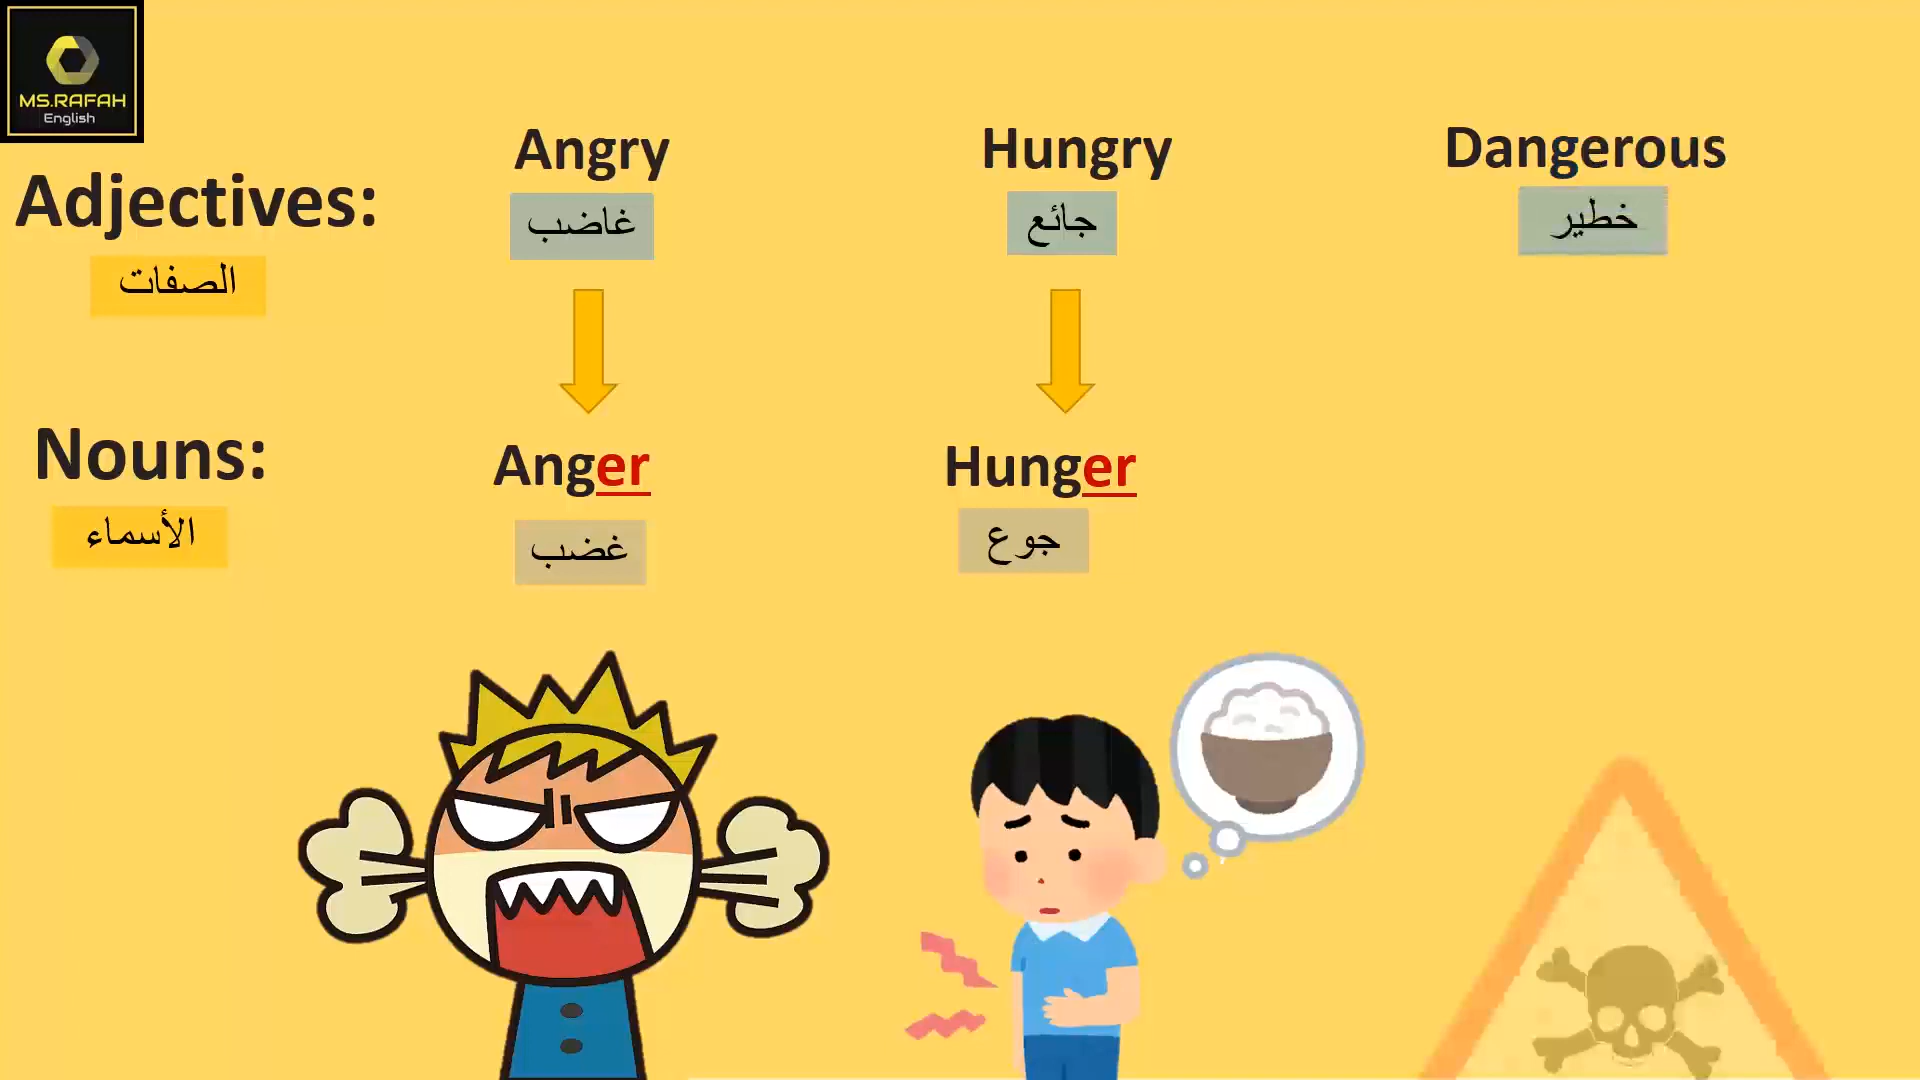 MS.RAFAH
English
Adjectives:
الصفات
Angry
غاضب
Hungry
جائع
Dangerous
خطير
Nouns:
الأسماء
Anger
غضب
Hunger
جوع